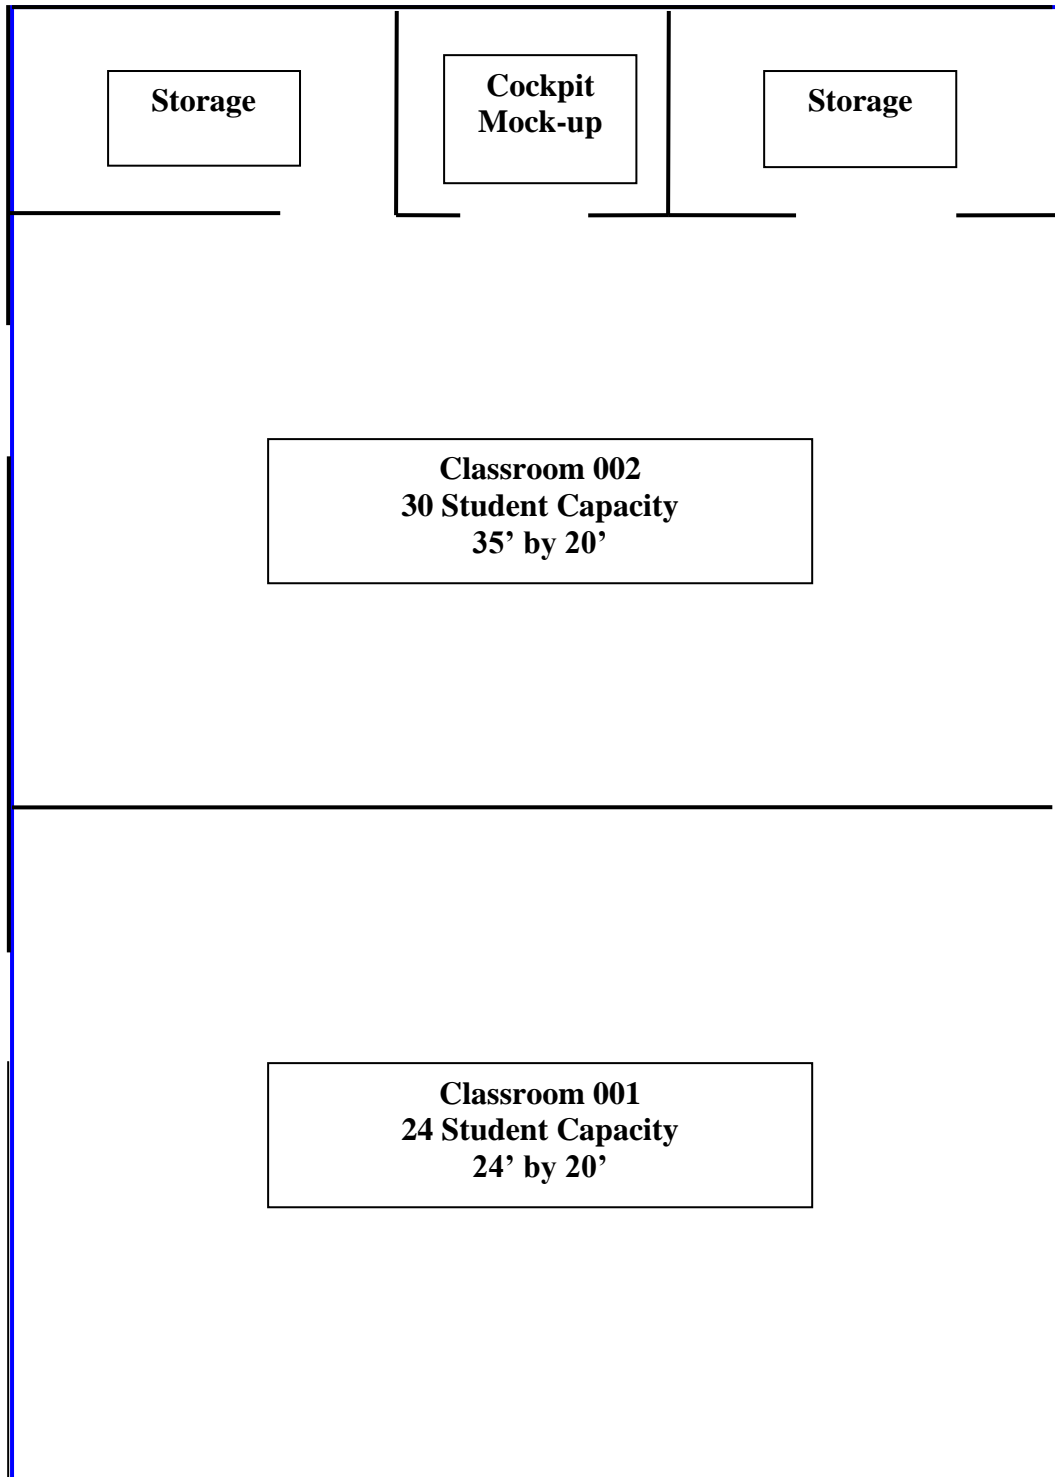 Storage
Cockpit
Mock-up
Storage
Classroom 002
30 Student Capacity
35’ by 20’
Classroom 001
24 Student Capacity
24’ by 20’